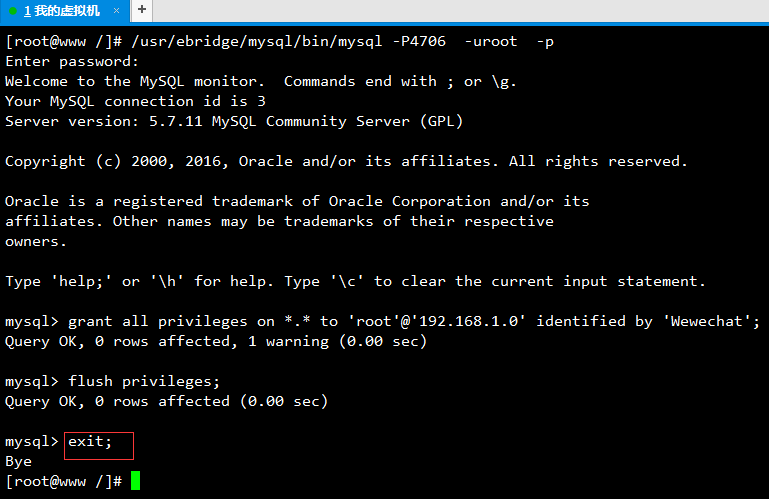 1 我的虚拟机 × +
[root@www /]# /usr/ebridge/mysql/bin/mysql -P4706  -uroot  -p
Enter password:
Welcome to the MySQL monitor.  Commands end with ; or \g.
Your MySQL connection id is 3
Server version: 5.7.11 MySQL Community Server (GPL)
Copyright (c) 2000, 2016, Oracle and/or its affiliates. All rights reserved.
Oracle is a registered trademark of Oracle Corporation and/or its
affiliates. Other names may be trademarks of their respective
owners.
Type 'help;' or '\h' for help. Type '\c' to clear the current input statement.
mysql> grant all privileges on *.* to 'root'@'192.168.1.0' identified by 'Wewechat';
Query OK, 0 rows affected, 1 warning (0.00 sec)
mysql> flush privileges;
Query OK, 0 rows affected (0.00 sec)
mysql> exit;
Bye
[root@www /]#